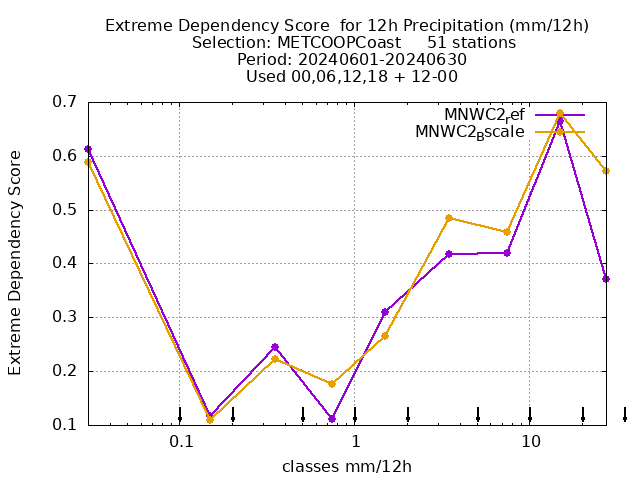 Extreme Dependency Score  for 12h Precipitation (mm/12h)
Selection: METCOOPCoast     51 stations
Period: 20240601-20240630
Used 00,06,12,18 + 12-00
MNWC2ref
MNWC2Bscale
Extreme Dependency Score
0.7
0.6
0.5
0.4
0.3
0.2
0.1
0.1 1 10
classes mm/12h